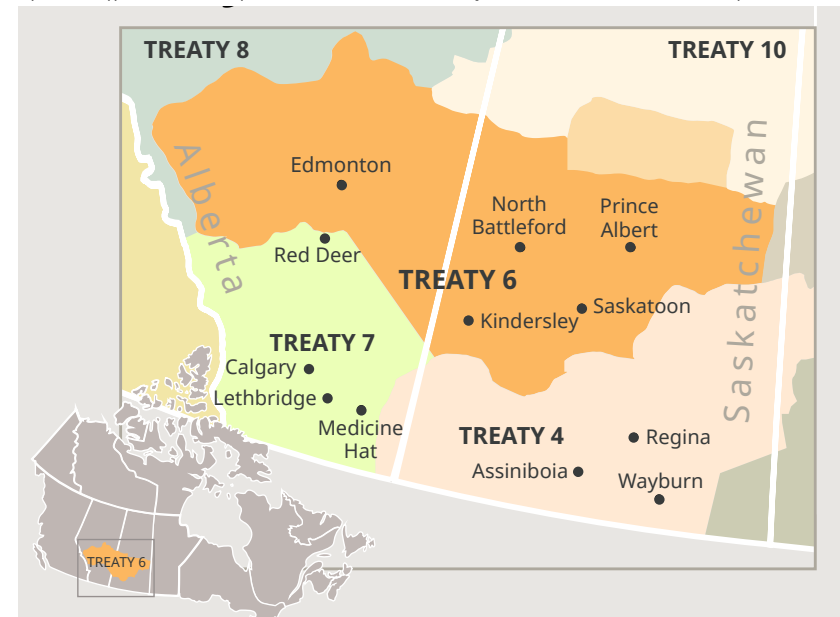 TREATY 8
TREATY 10
Alberta
Saskatchewan
Edmonton
North
Battleford
Prince
Albert
Red Deer
TREATY 6
Saskatoon
Kindersley
TREATY 7
Calgary
Lethbridge
Medicine
Hat
TREATY 4
Regina
Assiniboia
Wayburn
TREATY 6